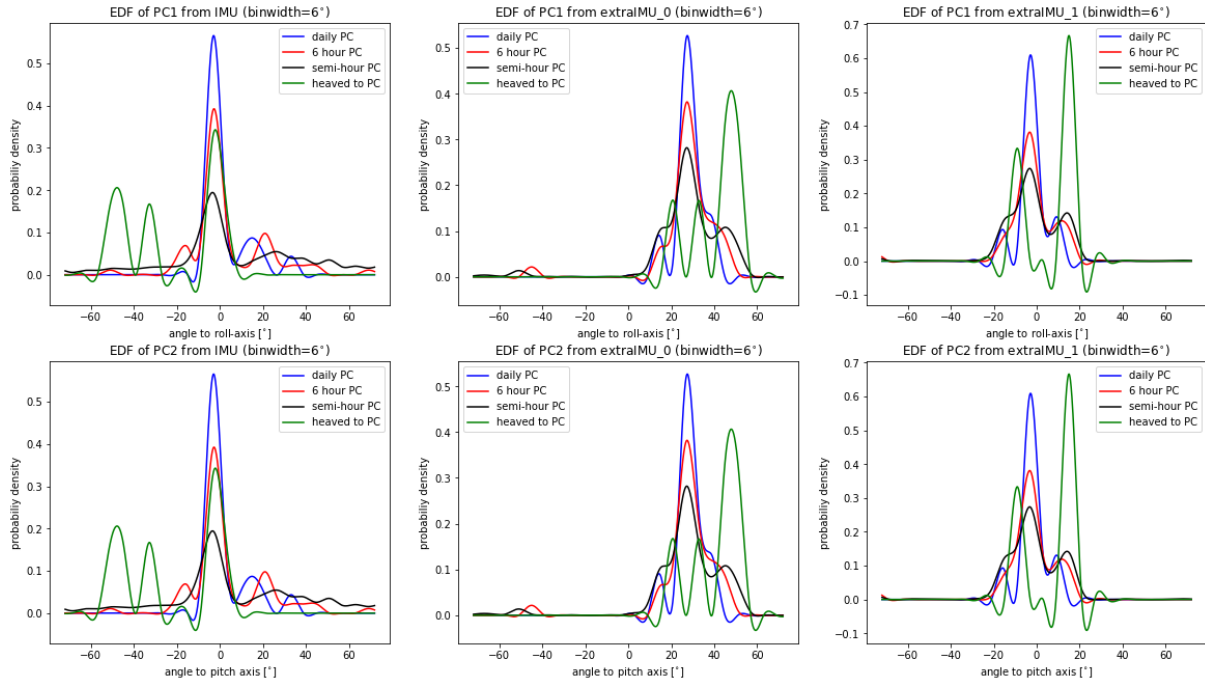 EDF of PC1 from IMU (binwidth=6°)
probabiliy density
0.5
0.4
0.3
0.2
0.1
0.0
daily PC
6 hour PC
semi-hour PC
heaved to PC
−60 −40 −20 0 20 40 60
angle to roll-axis [°]
EDF of PC1 from extraIMU_0 (binwidth=6°)
probabiliy density
0.5
0.4
0.3
0.2
0.1
0.0
daily PC
6 hour PC
semi-hour PC
heaved to PC
−60 −40 −20 0 20 40 60
angle to roll-axis [°]
EDF of PC1 from extraIMU_1 (binwidth=6°)
probabiliy density
0.7
0.6
0.5
0.4
0.3
0.2
0.1
0.0
−0.1
daily PC
6 hour PC
semi-hour PC
heaved to PC
−60 −40 −20 0 20 40 60
angle to roll-axis [°]
EDF of PC2 from IMU (binwidth=6°)
probabiliy density
0.5
0.4
0.3
0.2
0.1
0.0
daily PC
6 hour PC
semi-hour PC
heaved to PC
−60 −40 −20 0 20 40 60
angle to pitch axis [°]
EDF of PC2 from extraIMU_0 (binwidth=6°)
probabiliy density
0.5
0.4
0.3
0.2
0.1
0.0
daily PC
6 hour PC
semi-hour PC
heaved to PC
−60 −40 −20 0 20 40 60
angle to pitch axis [°]
EDF of PC2 from extraIMU_1 (binwidth=6°)
probabiliy density
0.7
0.6
0.5
0.4
0.3
0.2
0.1
0.0
−0.1
daily PC
6 hour PC
semi-hour PC
heaved to PC
−60 −40 −20 0 20 40 60
angle to pitch axis [°]